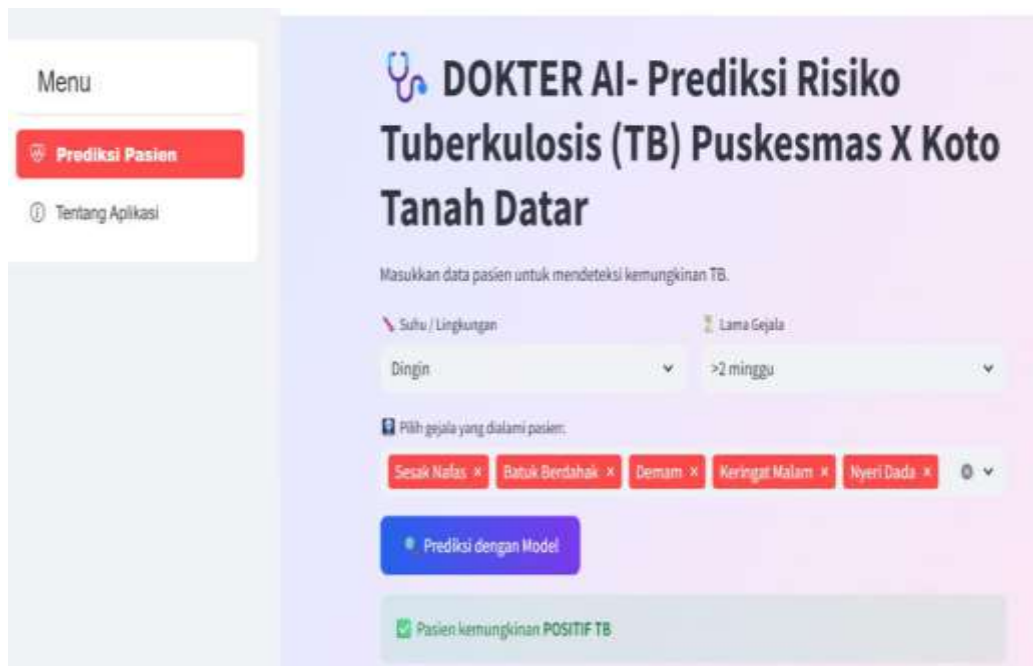 Menu
Prediksi Pasien
Tentang Aplikasi
DOKTER AI- Prediksi Risiko
Tuberkulosis (TB) Puskesmas X Koto
Tanah Datar
Masukkan data pasien untuk mendeteksi kemungkinan TB.
Suhu / Lingkungan
Lama Gejala
Dingin
>2 minggu
Pilih gejala yang dialami pasien:
Sesak Nafas × Batuk Berdahak × Demam × Keringat Malam × Nyeri Dada ×
Prediksi dengan Model
Pasien kemungkinan POSITIF TB